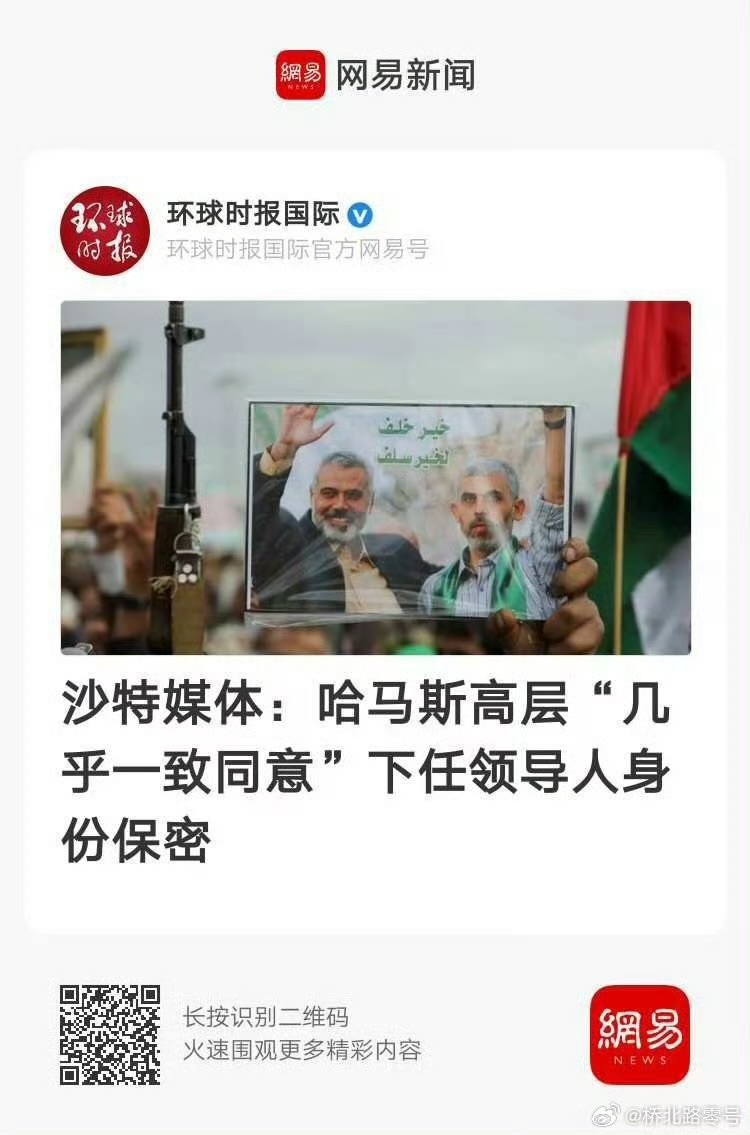 網易
NEWS
网易新闻
环球
时报
环球时报国际
环球时报国际官方网易号
خير خلف
لخير سلف
沙特媒体：哈马斯高层“几
乎一致同意”下任领导人身
份保密
长按识别二维码
火速围观更多精彩内容
網易
NEWS
@桥北路零号